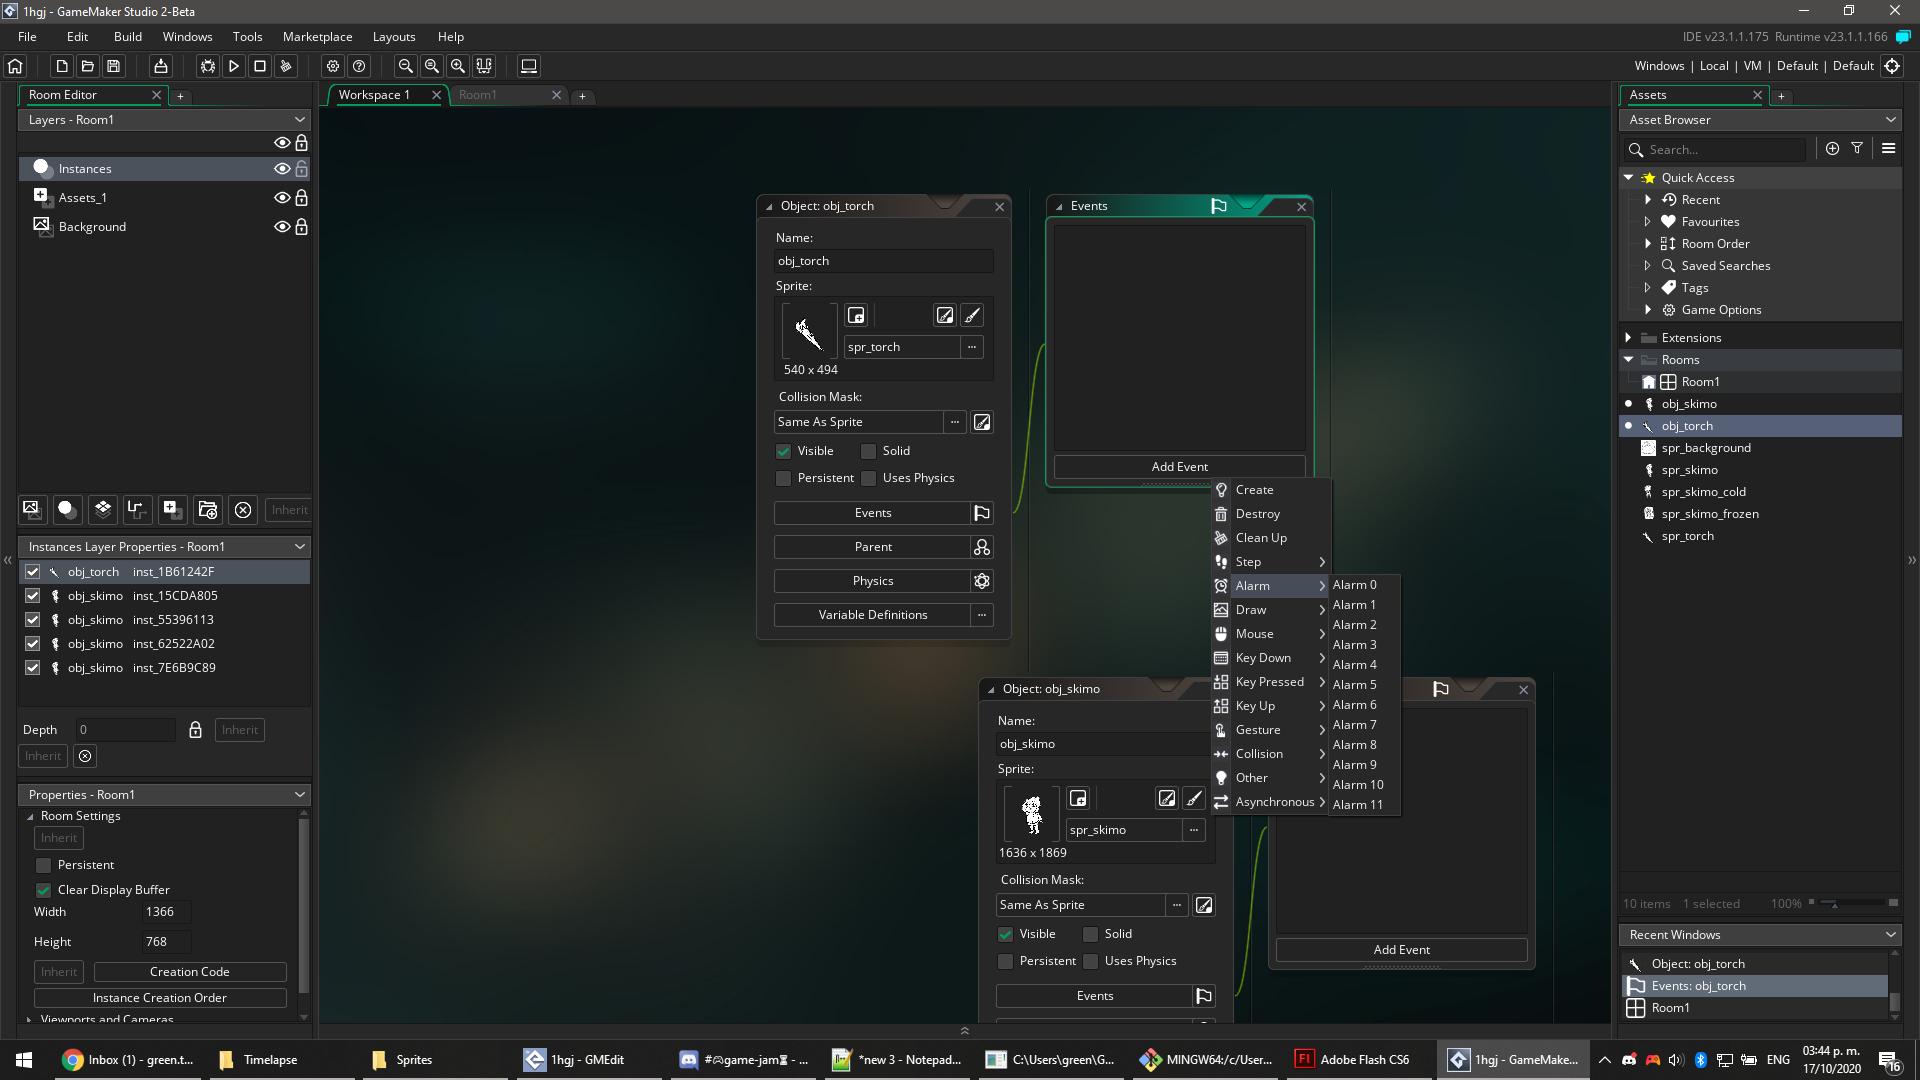 1hgj - GameMaker Studio 2-Beta
File Edit Build Windows Tools Marketplace Layouts Help
IDE v23.1.1.175 Runtime v23.1.1.166
Windows | Local | VM | Default | Default
Room Editor
Layers - Room1
Instances
Assets_1
Background
Inherit
Instances Layer Properties - Room1
obj_torch inst_1B61242F
obj_skimo inst_15CDA805
obj_skimo inst_55396113
obj_skimo inst_62522A02
obj_skimo inst_7E6B9C89
Depth 0 Inherit
Inherit
Properties - Room1
Room Settings
Inherit
Persistent
Clear Display Buffer
Width 1366
Height 768
Inherit Creation Code
Instance Creation Order
Viewports and Cameras
Workspace 1 Room1
Object: obj_torch
Name:
obj_torch
Sprite:
spr_torch
540 x 494
Collision Mask:
Same As Sprite
Visible Solid
Persistent Uses Physics
Events
Parent
Physics
Variable Definitions
Events
Add Event
Create
Destroy
Clean Up
Step
Alarm
Draw
Mouse
Key Down
Key Pressed
Key Up
Gesture
Collision
Other
Asynchronous
Alarm 0
Alarm 1
Alarm 2
Alarm 3
Alarm 4
Alarm 5
Alarm 6
Alarm 7
Alarm 8
Alarm 9
Alarm 10
Alarm 11
Object: obj_skimo
Name:
obj_skimo
Sprite:
spr_skimo
1636 x 1869
Collision Mask:
Same As Sprite
Visible Solid
Persistent Uses Physics
Events
Add Event
Assets
Asset Browser
Search...
Quick Access
Recent
Favourites
Room Order
Saved Searches
Tags
Game Options
Extensions
Rooms
Room1
obj_skimo
obj_torch
spr_background
spr_skimo
spr_skimo_cold
spr_skimo_frozen
spr_torch
10 items 1 selected 100%
Recent Windows
Object: obj_torch
Events: obj_torch
Room1
Inbox (1) - green.t...
Timelapse
Sprites
1hgj - GMEdit
#🎮game-jam⏳ - ...
*new 3 - Notepad...
C:\Users\green\G...
MINGW64:/c/User...
Fl Adobe Flash CS6
1hgj - GameMake...
ENG
03:44 p. m.
17/10/2020
16